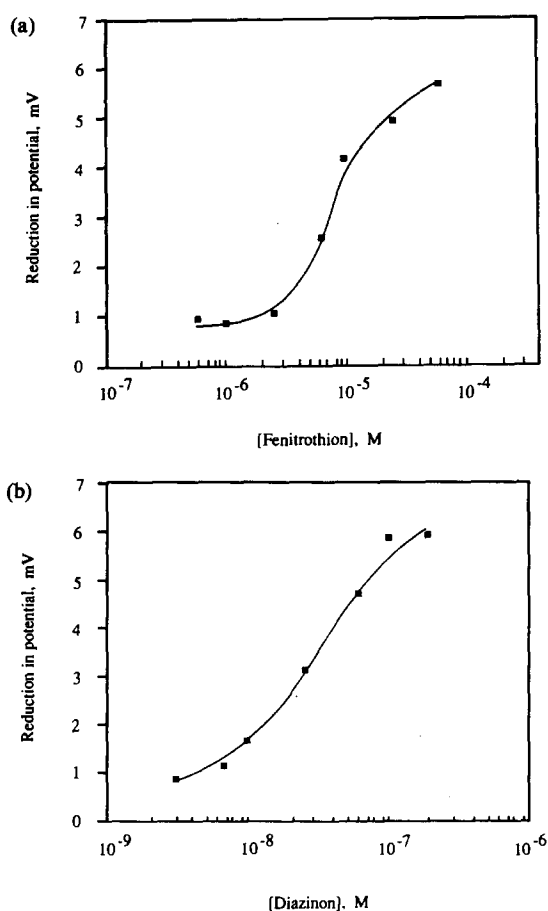 (a)
7
6
5
4
3
2
1
0
Reduction in potential, mV
10⁻⁷ 10⁻⁶ 10⁻⁵ 10⁻⁴
[Fenitrothion], M
(b)
7
6
5
4
3
2
1
0
Reduction in potential, mV
10⁻⁹ 10⁻⁸ 10⁻⁷ 10⁻⁶
[Diazinon], M